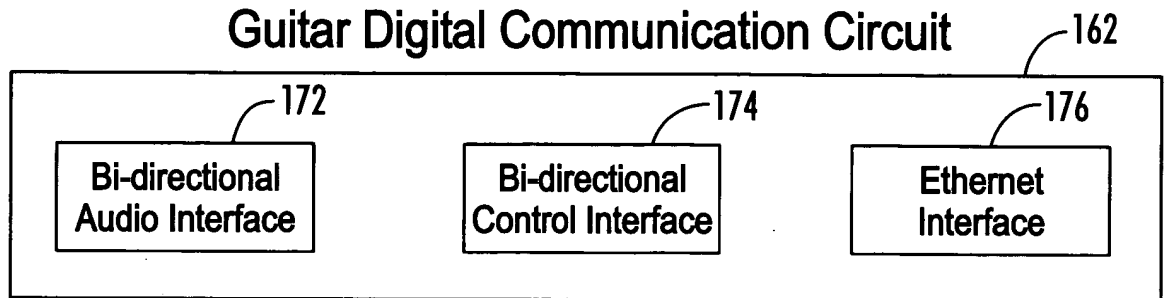 Guitar Digital Communication Circuit
162
172
174
176
Bi-directional
Audio Interface
Bi-directional
Control Interface
Ethernet
Interface